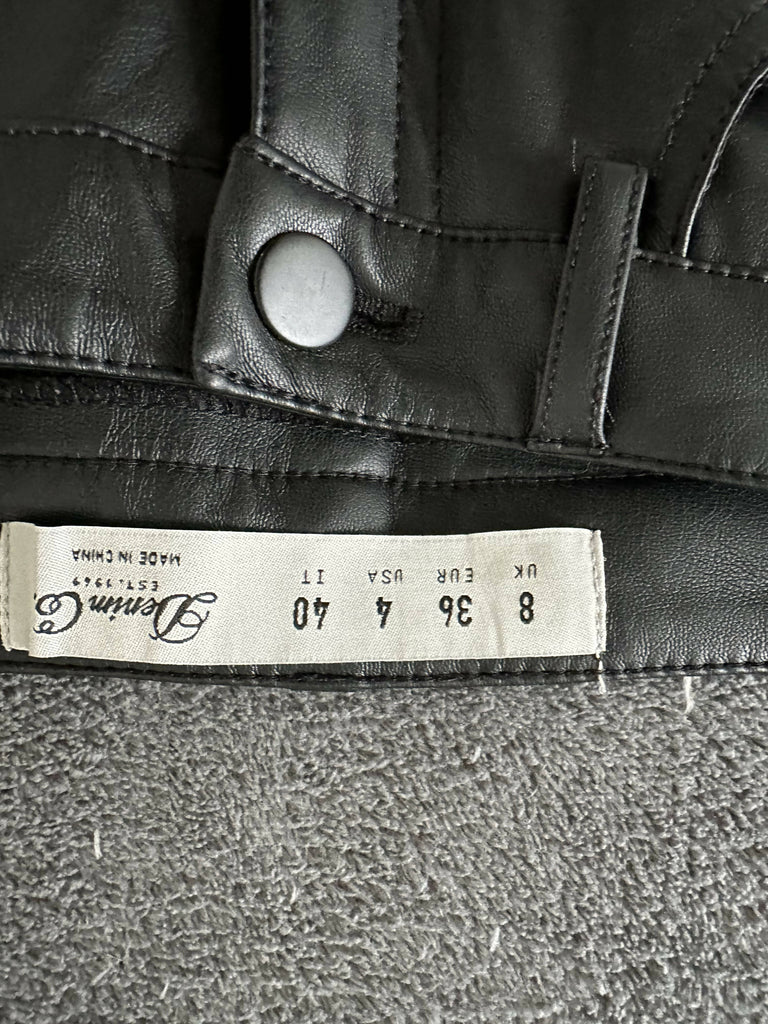 8 36 4 40
UK EUR USA IT
Denim Co.
EST. 1969
MADE IN CHINA